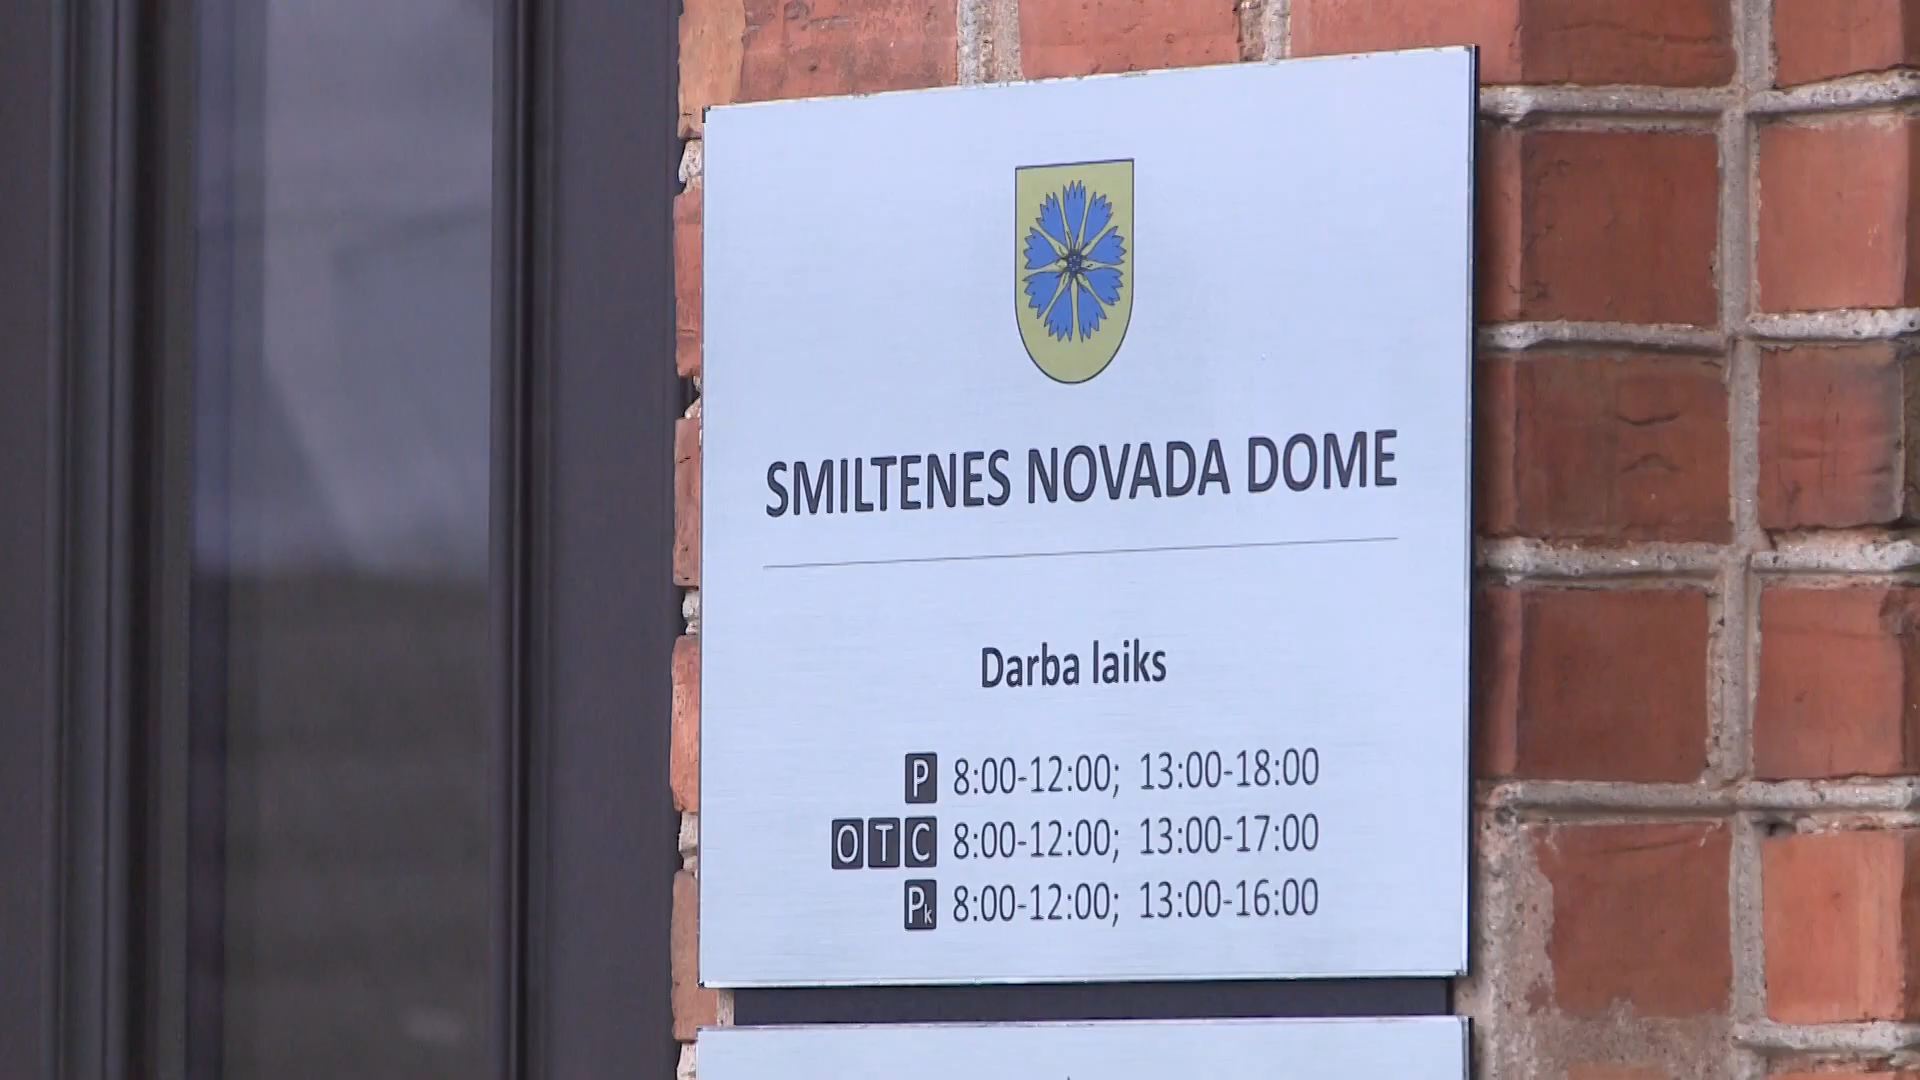 SMILTENES NOVADA DOME
Darba laiks
P 8:00-12:00; 13:00-18:00
O T C 8:00-12:00; 13:00-17:00
Pk 8:00-12:00; 13:00-16:00